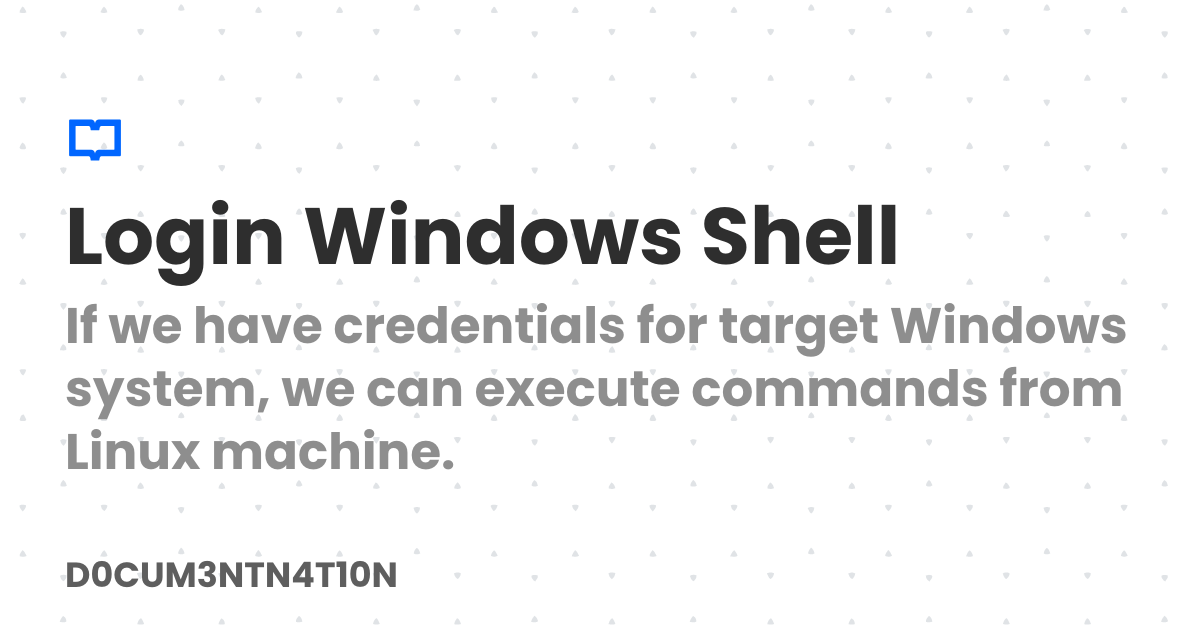 Login Windows Shell
If we have credentials for target Windows
system, we can execute commands from
Linux machine.
D0CUM3NTN4T10N